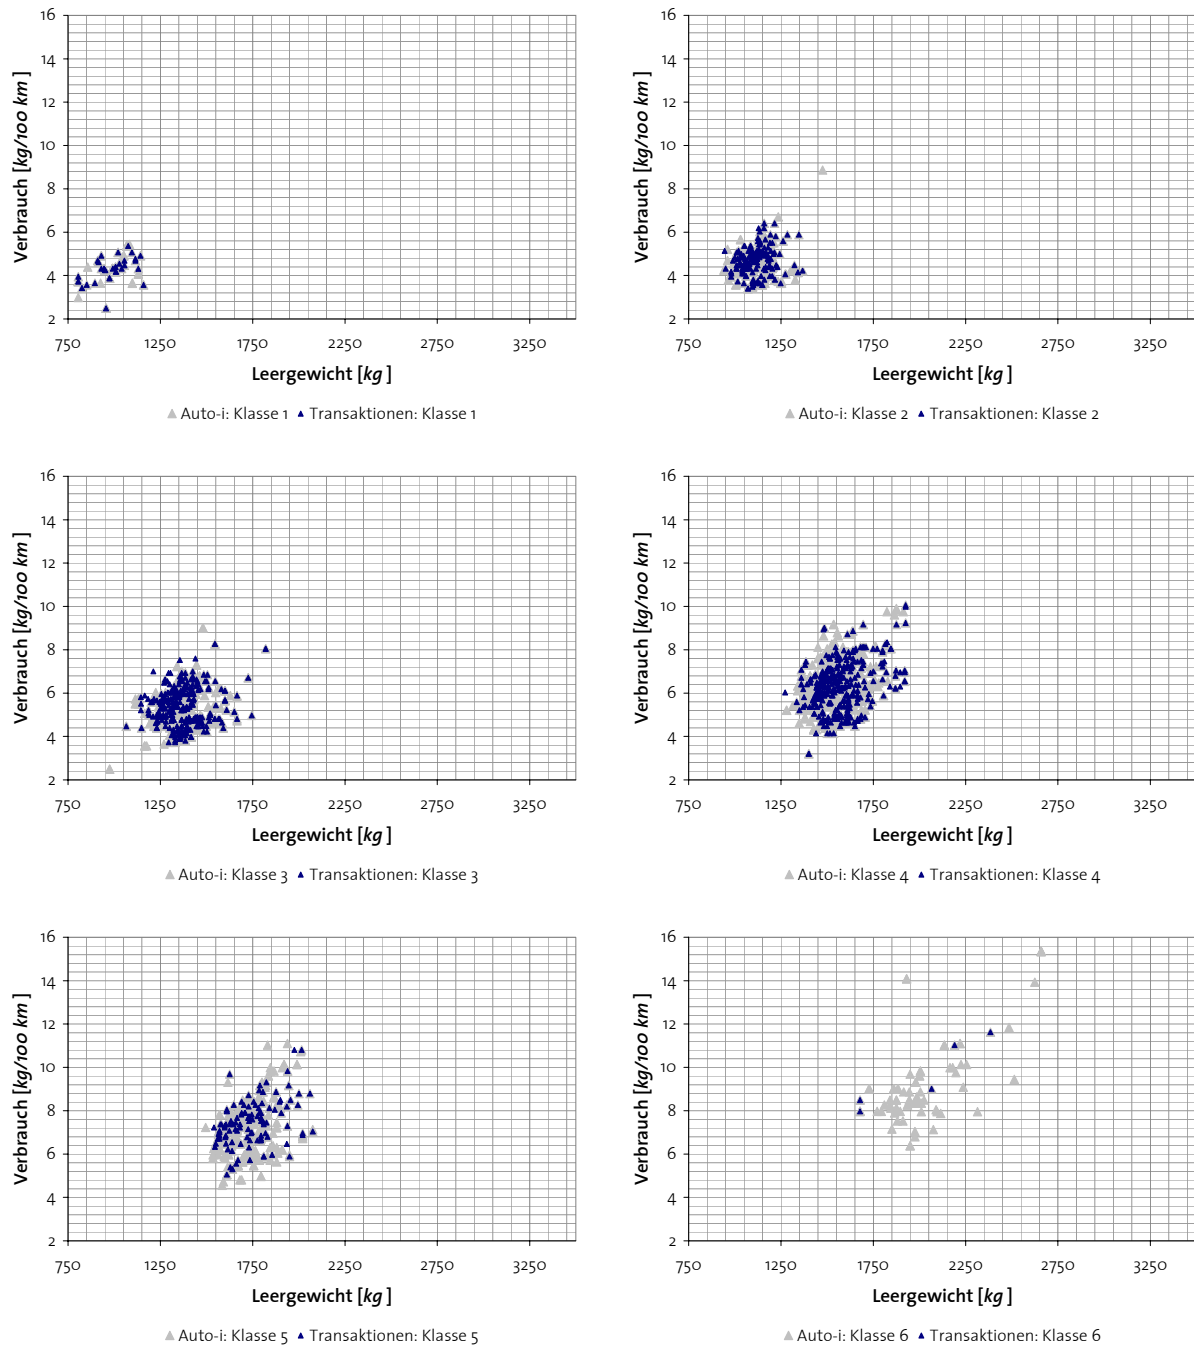 16
14
12
10
8
6
4
2
Verbrauch [kg/100 km]
750 1250 1750 2250 2750 3250
Leergewicht [kg]
Auto-i: Klasse 1 Transaktionen: Klasse 1
16
14
12
10
8
6
4
2
Verbrauch [kg/100 km]
750 1250 1750 2250 2750 3250
Leergewicht [kg]
Auto-i: Klasse 2 Transaktionen: Klasse 2
16
14
12
10
8
6
4
2
Verbrauch [kg/100 km]
750 1250 1750 2250 2750 3250
Leergewicht [kg]
Auto-i: Klasse 3 Transaktionen: Klasse 3
16
14
12
10
8
6
4
2
Verbrauch [kg/100 km]
750 1250 1750 2250 2750 3250
Leergewicht [kg]
Auto-i: Klasse 4 Transaktionen: Klasse 4
16
14
12
10
8
6
4
2
Verbrauch [kg/100 km]
750 1250 1750 2250 2750 3250
Leergewicht [kg]
Auto-i: Klasse 5 Transaktionen: Klasse 5
16
14
12
10
8
6
4
2
Verbrauch [kg/100 km]
750 1250 1750 2250 2750 3250
Leergewicht [kg]
Auto-i: Klasse 6 Transaktionen: Klasse 6